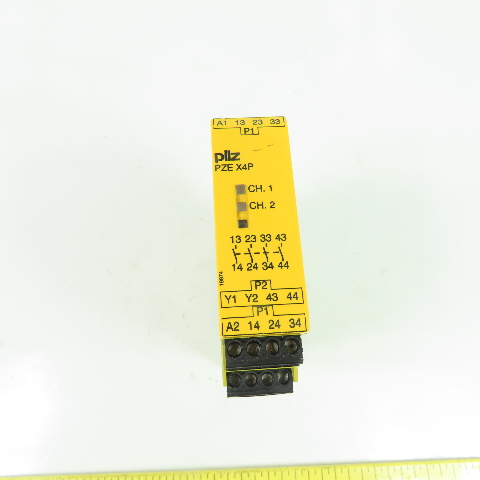 A1 13 23 33
P1
pilz
PZE X4P
CH. 1
CH. 2
13 23 33 43
14 24 34 44
P2
Y1 Y2 43 44
P1
A2 14 24 34